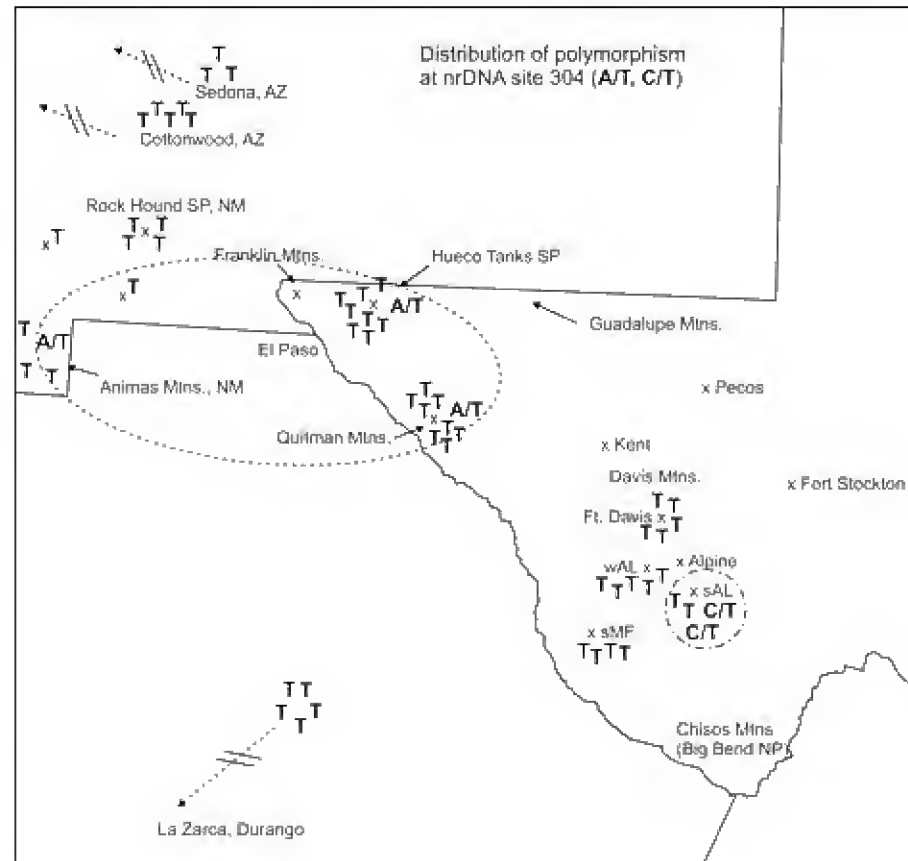 Distribution of polymorphism
at nrDNA site 304 (A/T, C/T)
T
T T
Sedona, AZ
T T T T
Cottonwood, AZ
Rock Hound SP, NM
x T
T x T
T T
Franklin Mtns.
Hueco Tanks SP
x T
x
T
T T x A/T
T T T
T T
Guadalupe Mtns.
T
A/T
T T
El Paso
Animas Mtns., NM
x Pecos
T
T T T
T x A/T
T T
T T
Quitman Mtns.
x Kent
Davis Mtns.
x Fort Stockton
T T
Ft. Davis x T
T T
x Alpine
wAL x T
T T T T
x sAL
T T C/T
C/T
x sMF
T T T T
T T
T T T
Chisos Mtns
(Big Bend NP)
La Zarca, Durango